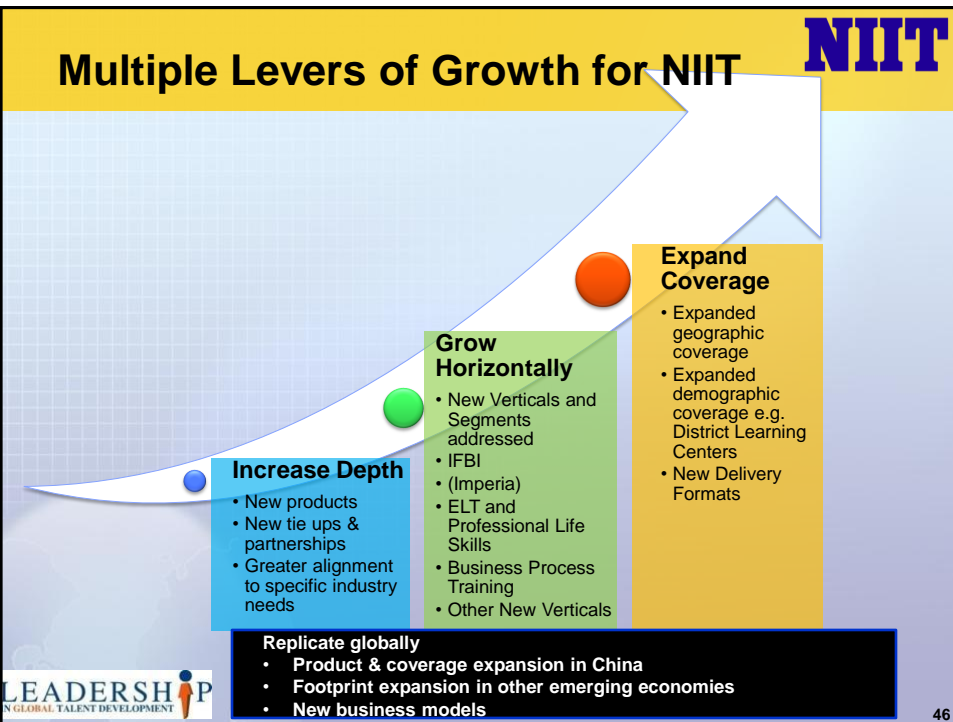 NIIT
Multiple Levers of Growth for NIIT
Increase Depth
• New products
• New tie ups &
partnerships
• Greater alignment
to specific industry
needs
Grow
Horizontally
• New Verticals and
Segments
addressed
• IFBI
• (Imperia)
• ELT and
Professional Life
Skills
• Business Process
Training
• Other New Verticals
Expand
Coverage
• Expanded
geographic
coverage
• Expanded
demographic
coverage e.g.
District Learning
Centers
• New Delivery
Formats
Replicate globally
• Product & coverage expansion in China
• Footprint expansion in other emerging economies
• New business models
LEADERSHIP
IN GLOBAL TALENT DEVELOPMENT
46